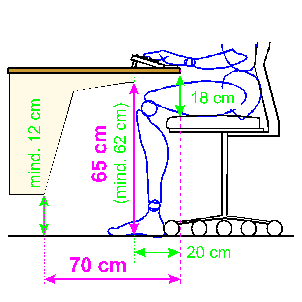 18 cm
mind. 12 cm
65 cm
(mind. 62 cm)
20 cm
70 cm